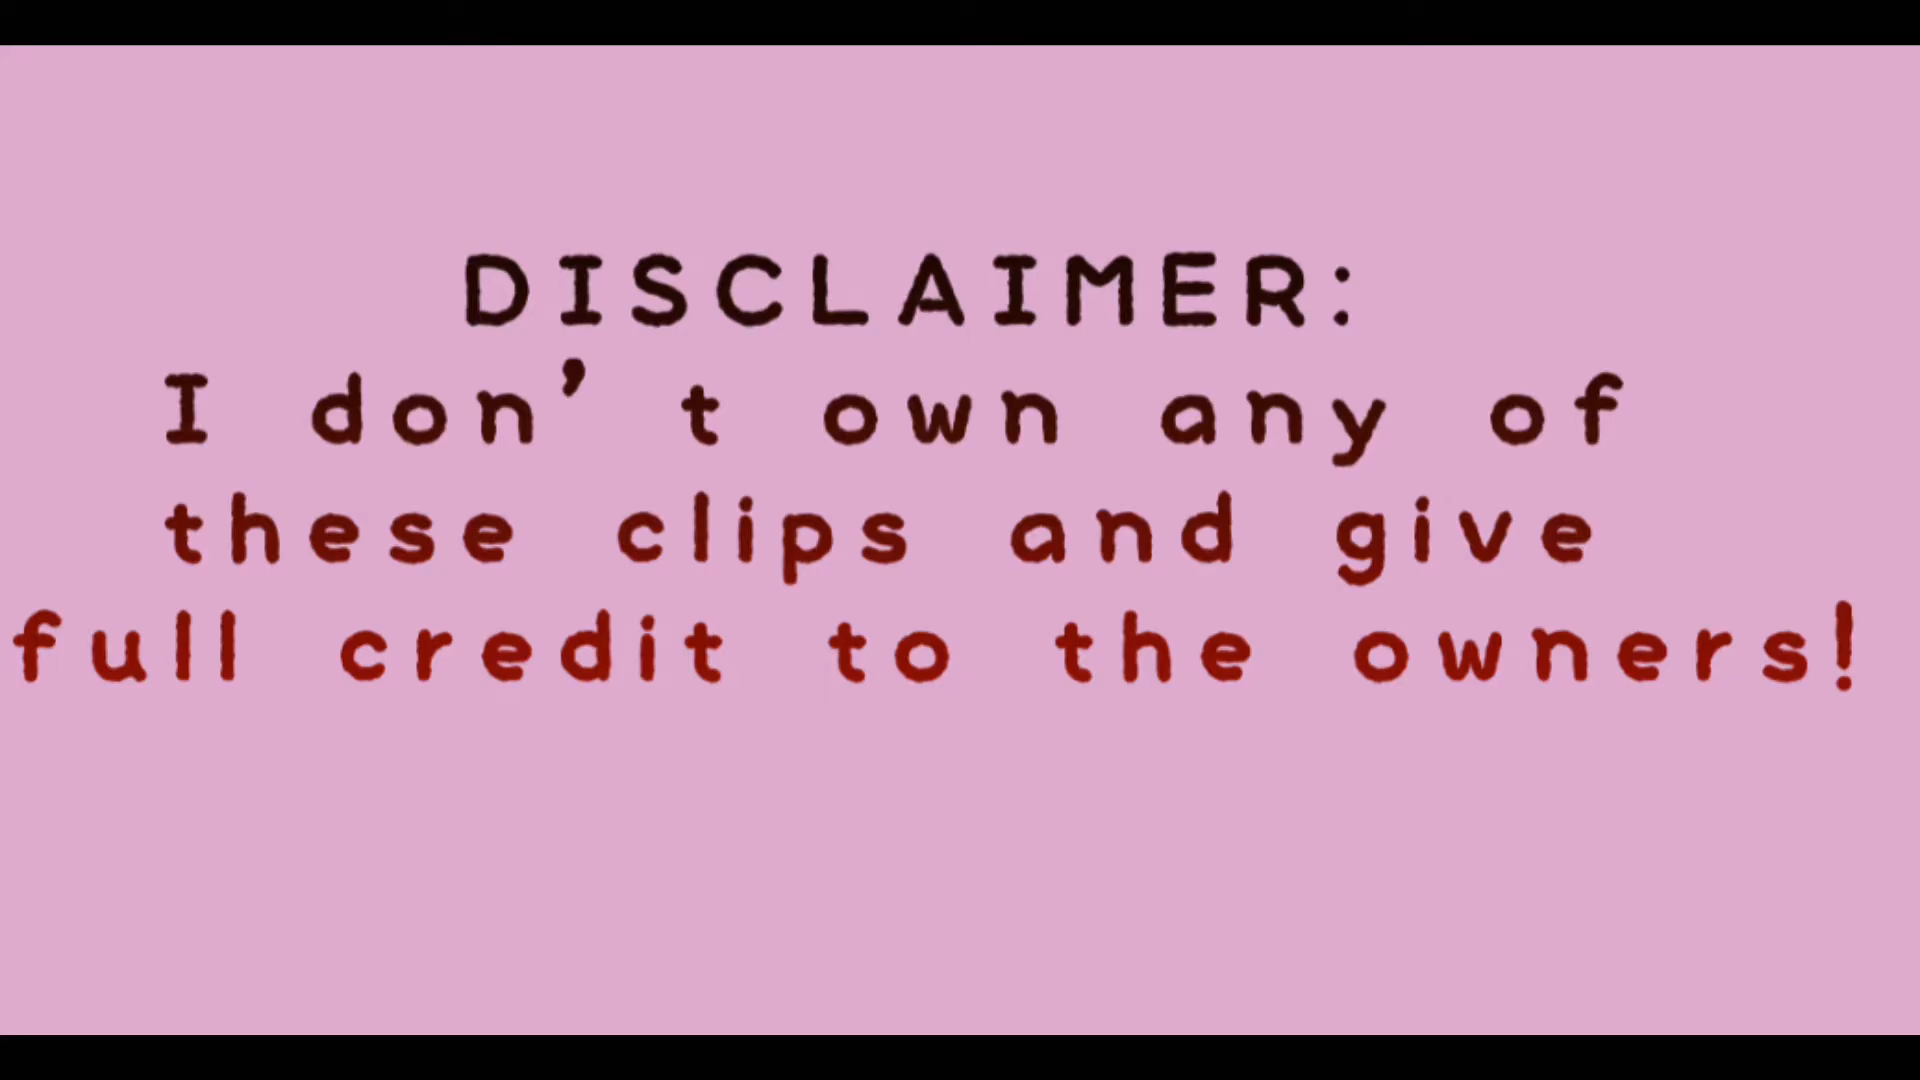 DISCLAIMER:
I don’t own any of
these clips and give
full credit to the owners!